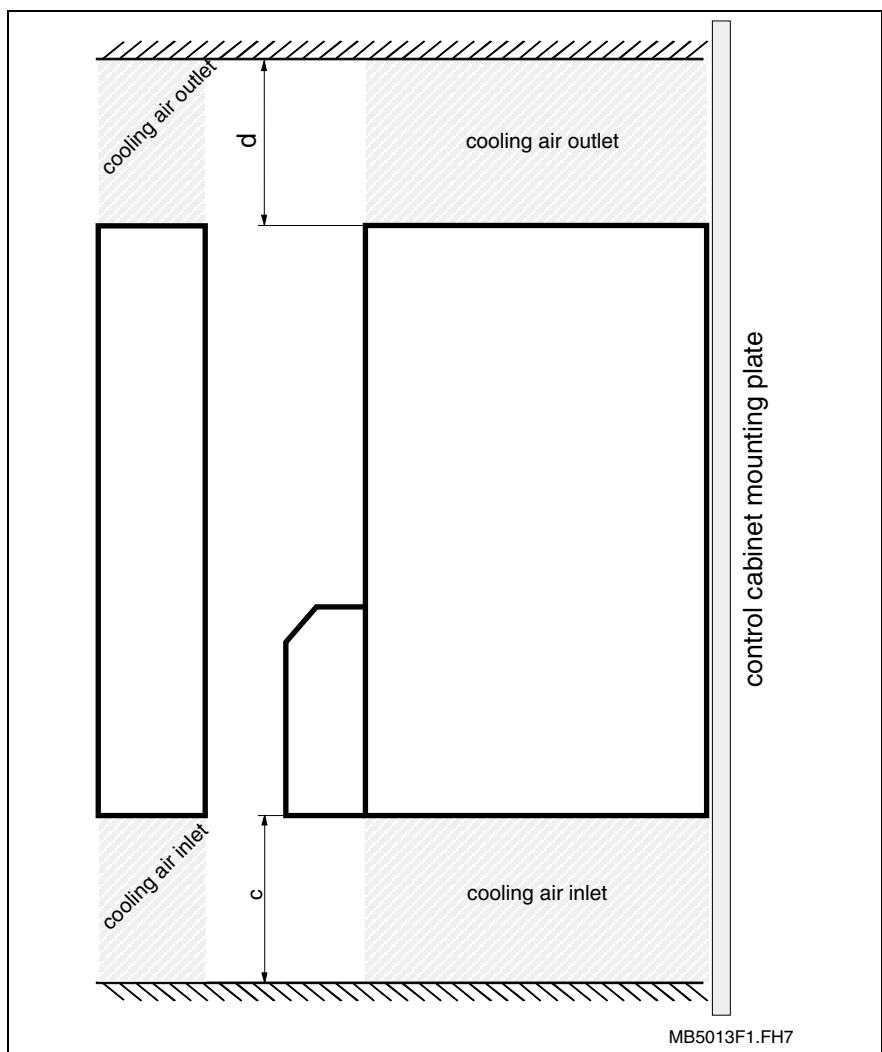 cooling air outlet
d
cooling air outlet
control cabinet mounting plate
cooling air inlet
c
cooling air inlet
MB5013F1.FH7